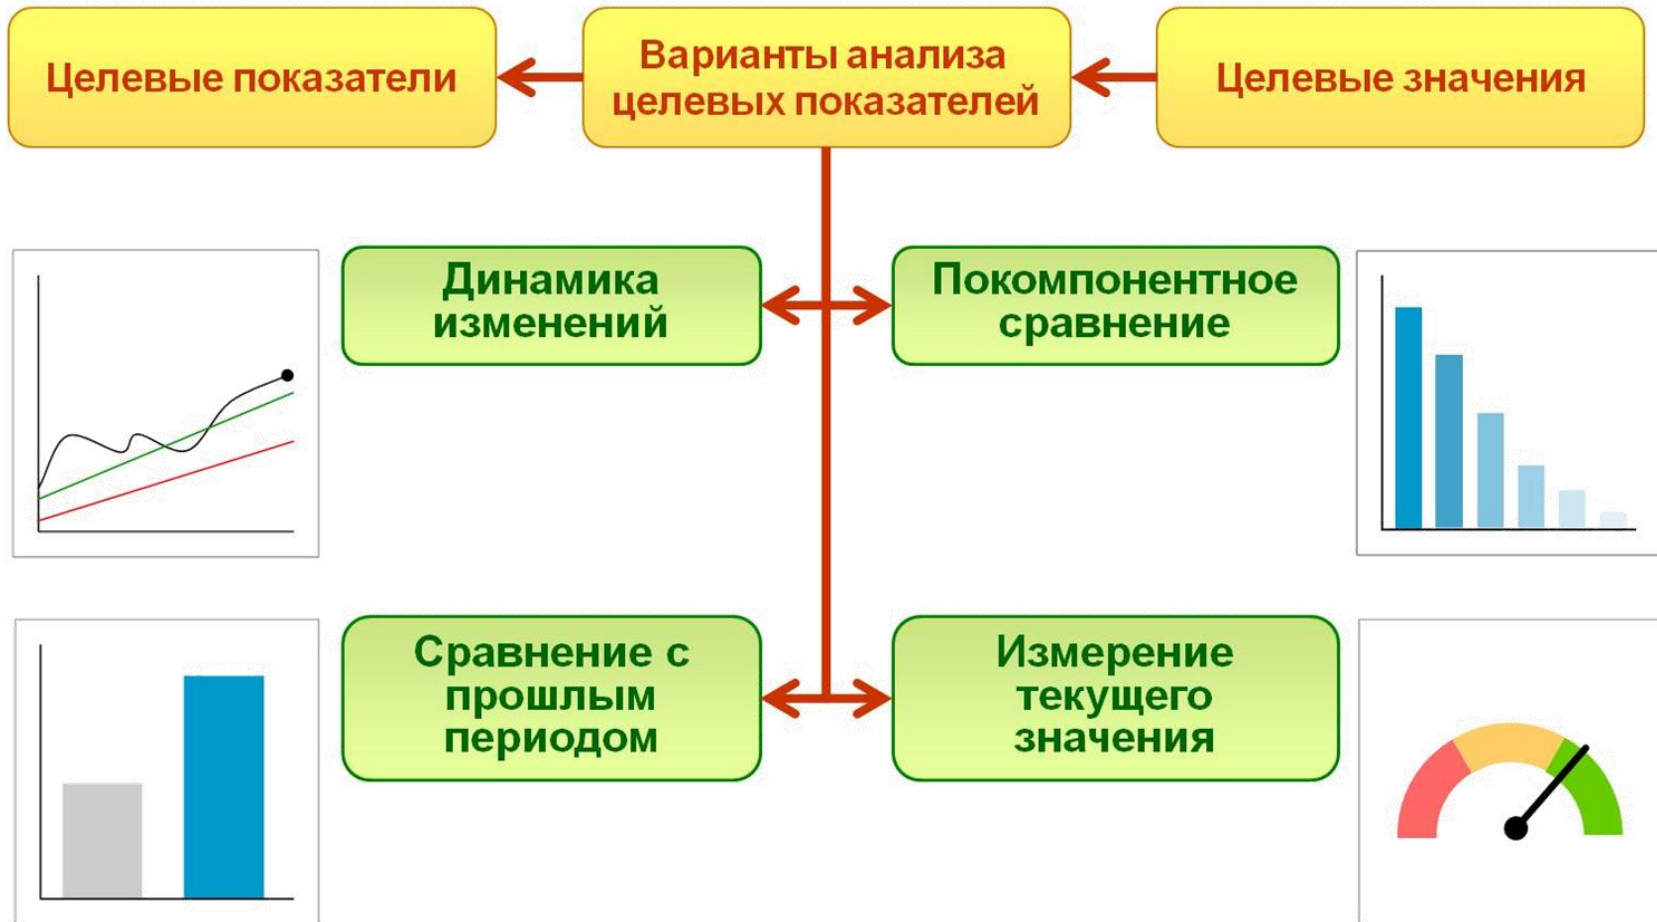 Целевые показатели
Варианты анализа
целевых показателей
Целевые значения
Динамика
изменений
Покомпонентное
сравнение
Сравнение с
прошлым
периодом
Измерение
текущего
значения